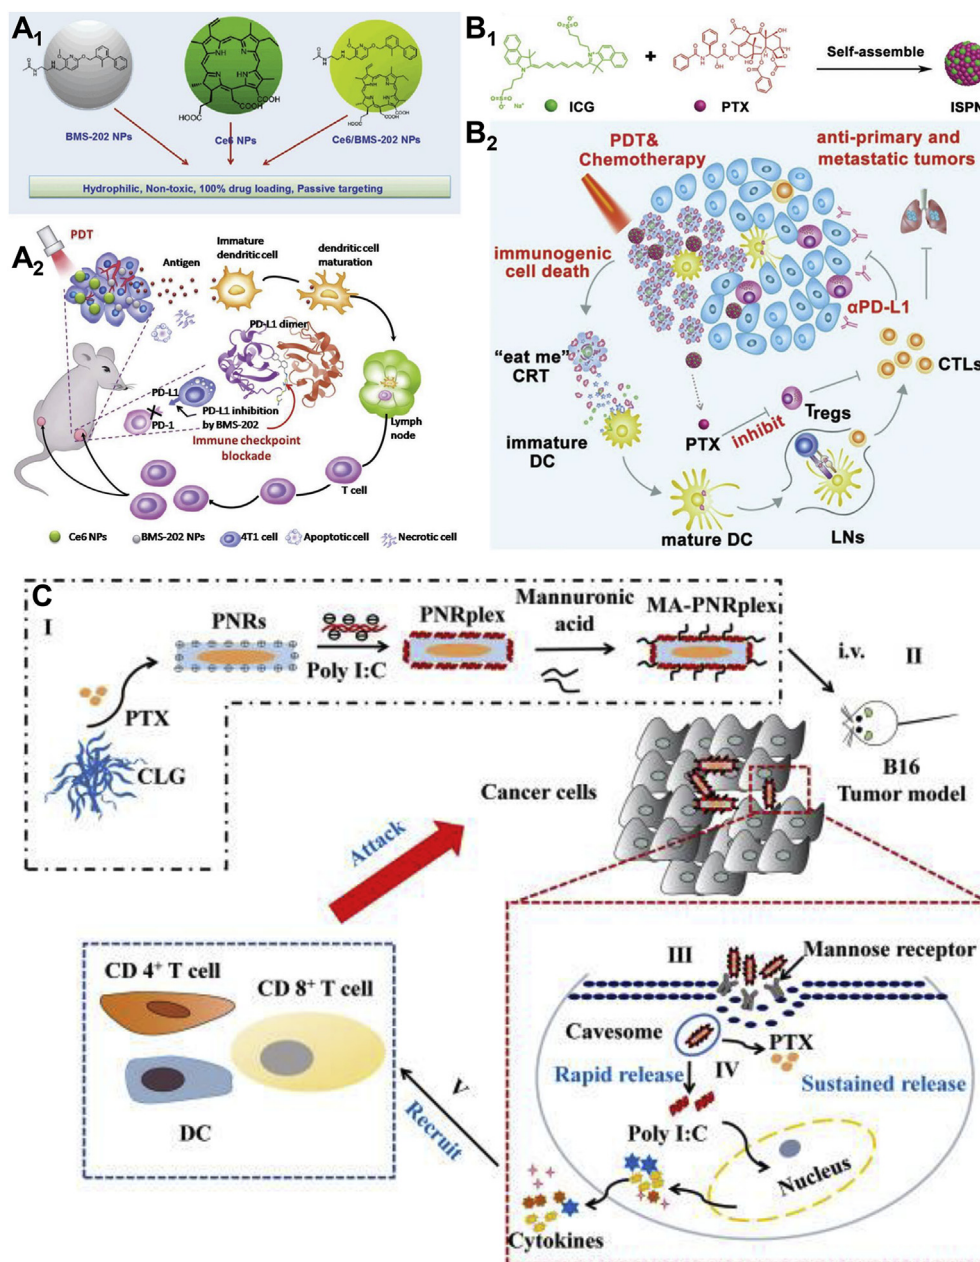 A1
BMS-202 NPs
Ce6 NPs
Ce6/BMS-202 NPs
Hydrophilic, Non-toxic, 100% drug loading, Passive targeting
A2
PDT
Antigen
Immature
dendritic cell
dendritic cell
maturation
PD-L1 dimer
PD-L1
PD-1
PD-L1 inhibition
by BMS-202
Immune checkpoint
blockade
Lymph
node
T cell
Ce6 NPs
BMS-202 NPs
4T1 cell
Apoptotic cell
Necrotic cell
B1
ICG
+
PTX
Self-assemble
ISPN
B2
PDT&
Chemotherapy
anti-primary and
metastatic tumors
immunogenic
cell death
αPD-L1
"eat me"
CRT
CTLs
immature
DC
PTX
inhibit
Tregs
mature DC
LNs
C
I
PNRs
PNRplex
Mannuronic
acid
MA-PNRplex
Poly I:C
PTX
CLG
i.v.
II
B16
Tumor model
Cancer cells
Attack
CD 4+ T cell
CD 8+ T cell
DC
V
Recruit
III
Mannose receptor
Cavesome
PTX
Rapid release
IV
Sustained release
Poly I:C
Nucleus
Cytokines